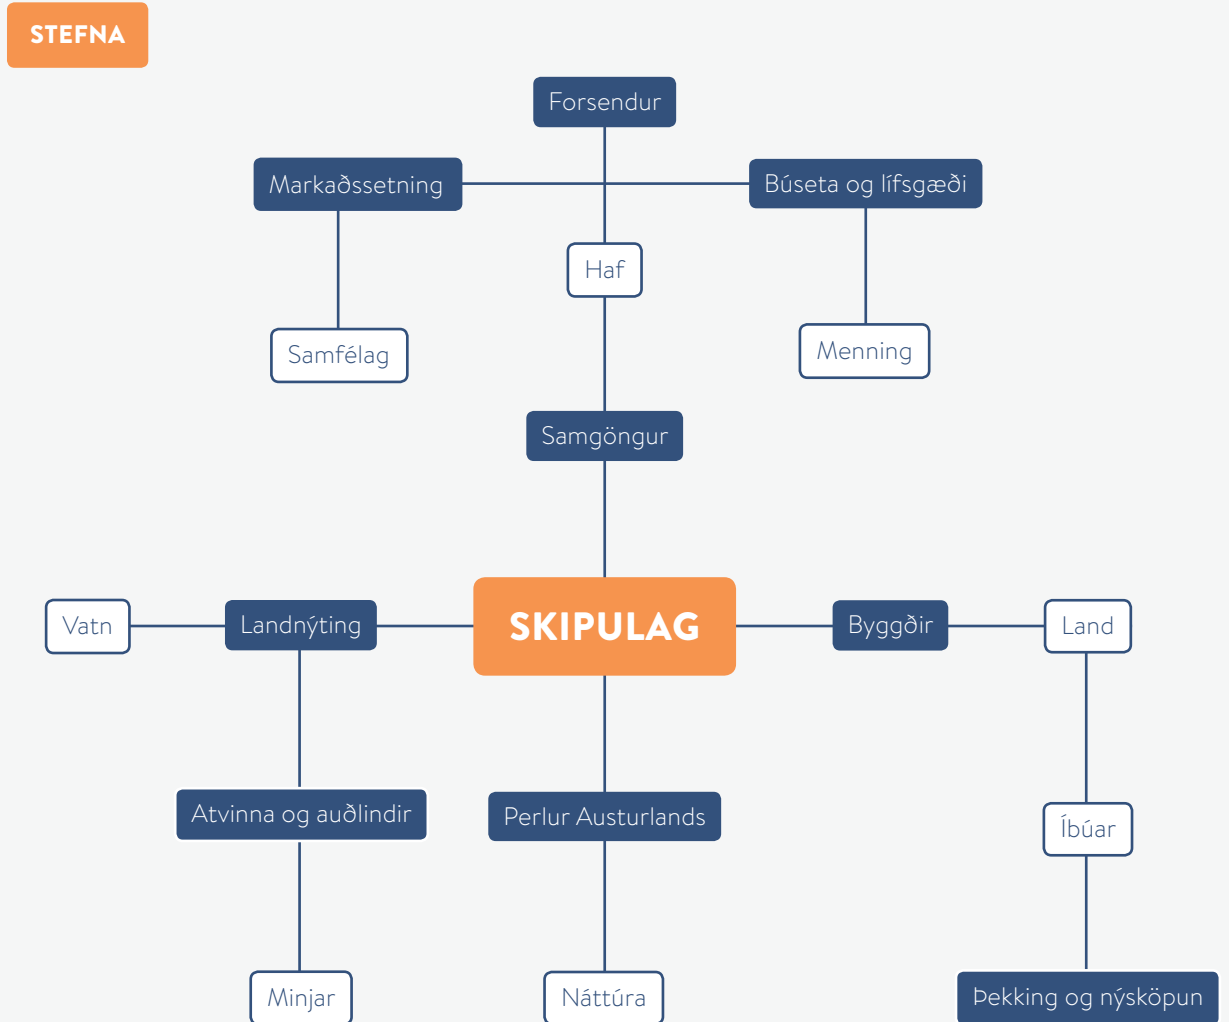 STEFNA
Forsendur
Markaðssetning
Búseta og lífsgæði
Haf
Samfélag
Menning
Samgöngur
Vatn
Landnýting
SKIPULAG
Byggðir
Land
Atvinna og auðlindir
Perlur Austurlands
Íbúar
Minjar
Náttúra
Þekking og nýsköpun